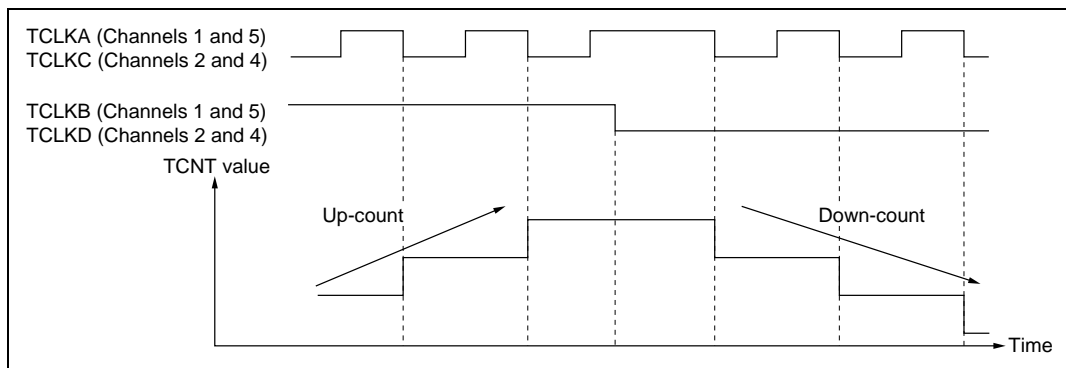 TCLKA (Channels 1 and 5)
TCLKC (Channels 2 and 4)
TCLKB (Channels 1 and 5)
TCLKD (Channels 2 and 4)
TCNT value
Up-count
Down-count
Time